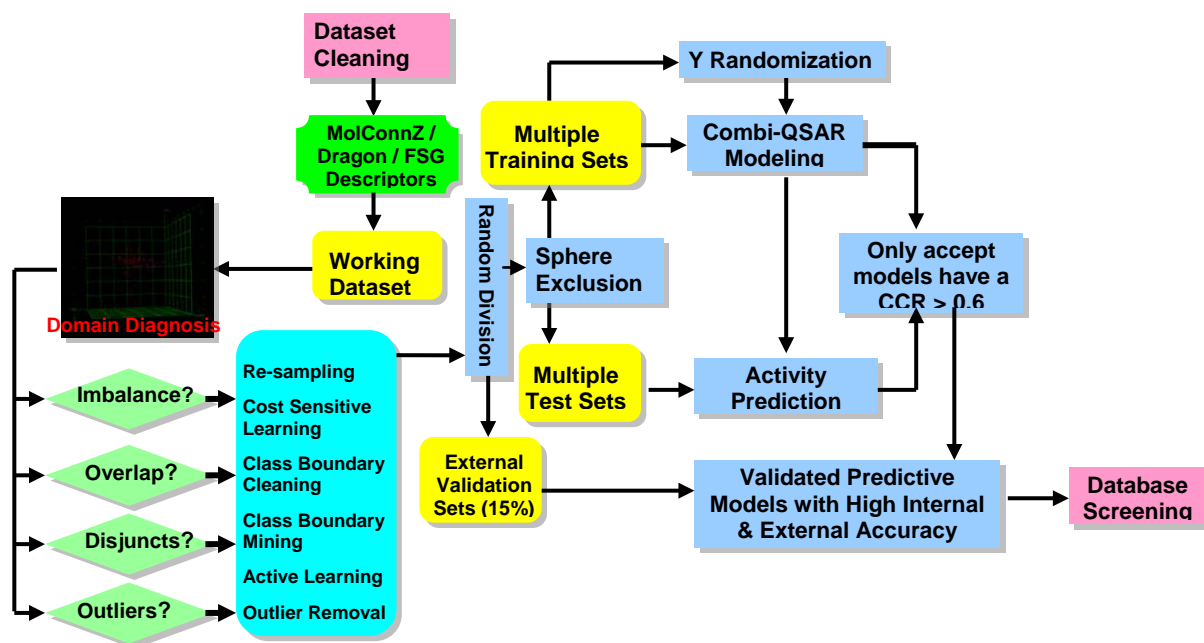 Dataset
Cleaning
MolConnZ /
Dragon / FSG
Descriptors
Working
Dataset
Domain Diagnosis
Imbalance?
Overlap?
Disjuncts?
Outliers?
Re-sampling
Cost Sensitive
Learning
Class Boundary
Cleaning
Class Boundary
Mining
Active Learning
Outlier Removal
Random Division
Sphere
Exclusion
Multiple
Training Sets
Multiple
Test Sets
External
Validation
Sets (15%)
Y Randomization
Combi-QSAR
Modeling
Activity
Prediction
Only accept
models have a
CCR > 0.6
Validated Predictive
Models with High Internal
& External Accuracy
Database
Screening